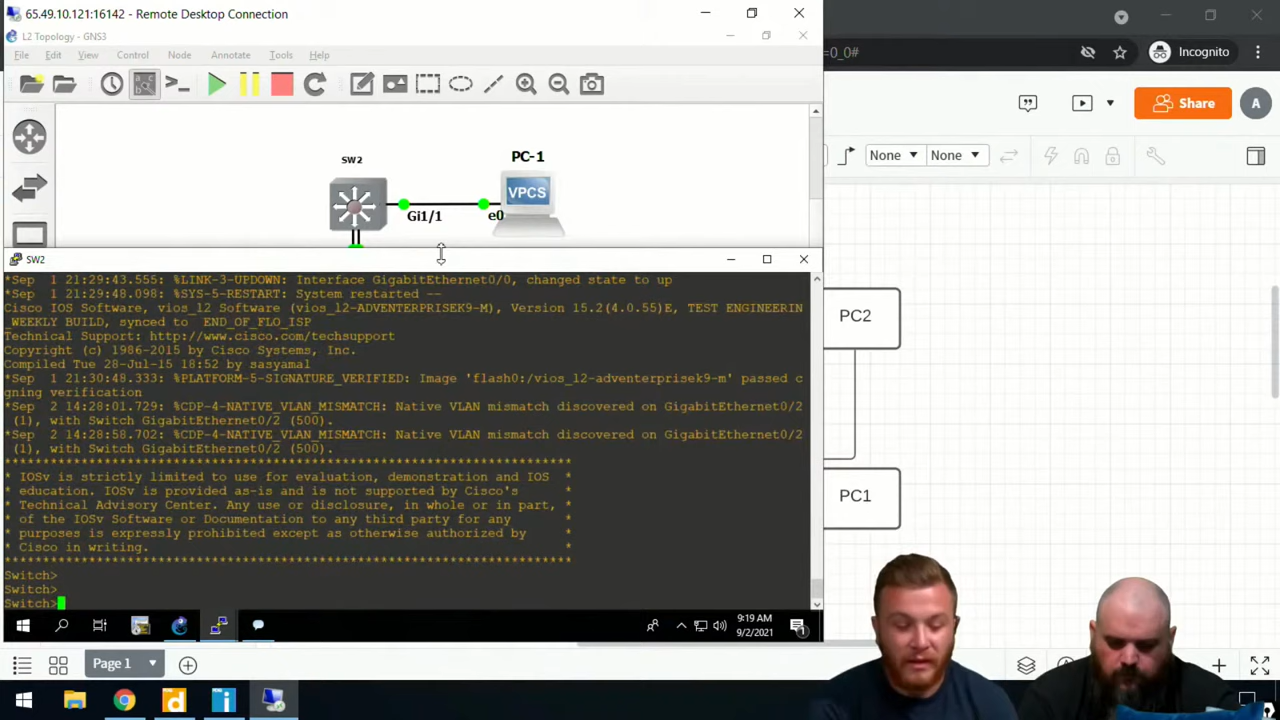 65.49.10.121:16142 - Remote Desktop Connection
L2 Topology - GNS3
File Edit View Control Node Annotate Tools Help
SW2
PC-1
VPCS
Gi1/1
e0
SW2
*Sep  1 21:29:43.555: %LINK-3-UPDOWN: Interface GigabitEthernet0/0, changed state to up
*Sep  1 21:29:48.098: %SYS-5-RESTART: System restarted --
Cisco IOS Software, vios_l2 Software (vios_l2-ADVENTERPRISEK9-M), Version 15.2(4.0.55)E, TEST ENGINEERIN
_WEEKLY BUILD, synced to  END_OF_FLO_ISP
Technical Support: http://www.cisco.com/techsupport
Copyright (c) 1986-2015 by Cisco Systems, Inc.
Compiled Tue 28-Jul-15 18:52 by sasyamal
*Sep  1 21:30:48.333: %PLATFORM-5-SIGNATURE_VERIFIED: Image 'flash0:/vios_l2-adventerprisek9-m' passed c
gning verification
*Sep  2 14:28:01.729: %CDP-4-NATIVE_VLAN_MISMATCH: Native VLAN mismatch discovered on GigabitEthernet0/2
(1), with Switch GigabitEthernet0/2 (500).
*Sep  2 14:28:58.702: %CDP-4-NATIVE_VLAN_MISMATCH: Native VLAN mismatch discovered on GigabitEthernet0/2
(1), with Switch GigabitEthernet0/2 (500).
**************************************************************************
* IOSv is strictly limited to use for evaluation, demonstration and IOS  *
* education. IOSv is provided as-is and is not supported by Cisco's      *
* Technical Advisory Center. Any use or disclosure, in whole or in part, *
* of the IOSv Software or Documentation to any third party for any       *
* purposes is expressly prohibited except as otherwise authorized by     *
* Cisco in writing.                                                      *
**************************************************************************
Switch>
Switch>
Switch>
9:19 AM
9/2/2021
1
=0_0#
Incognito
Share
A
None
None
PC2
PC1
Page 1